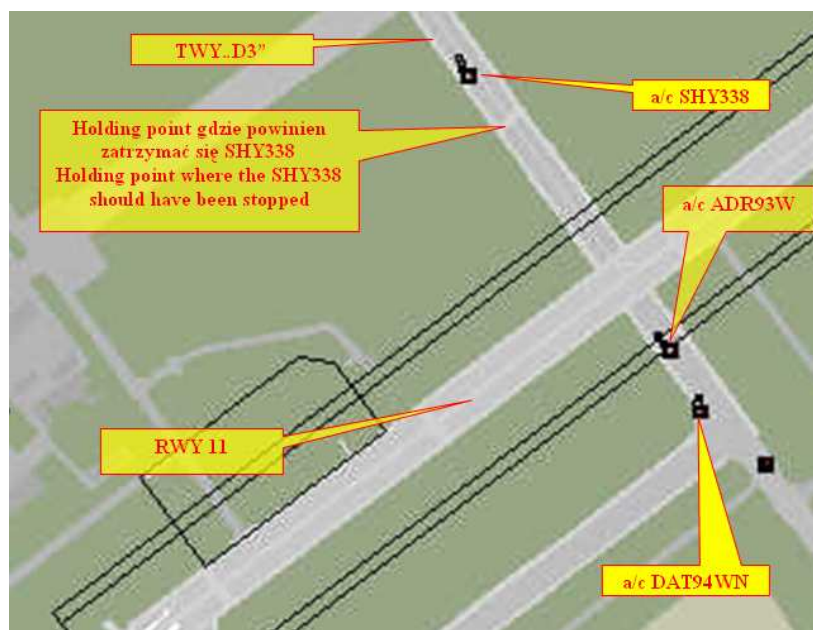 TWY„D3”
a/c SHY338
Holding point gdzie powinien
zatrzymać się SHY338
Holding point where the SHY338
should have been stopped
a/c ADR93W
RWY 11
a/c DAT94WN